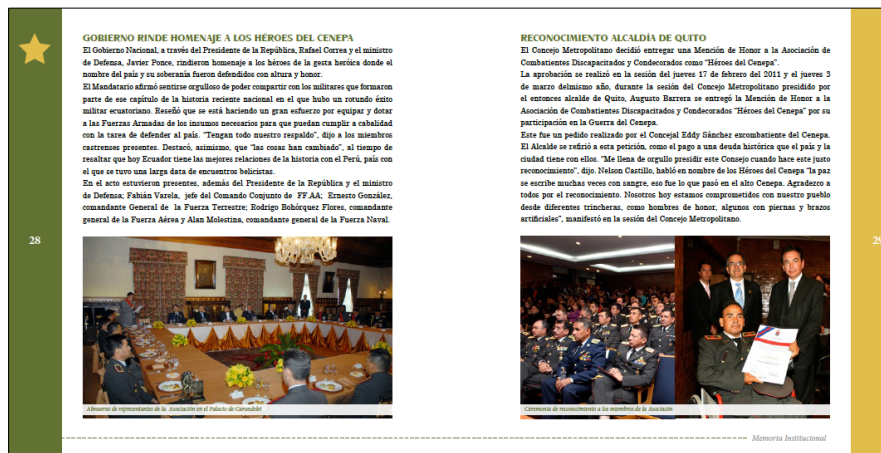 GOBIERNO RINDE HOMENAJE A LOS HÉROES DEL CENEPA
El Gobierno Nacional, a través del Presidente de la República, Rafael Correa y el ministro
de Defensa, Javier Ponce, rindieron homenaje a los héroes de la gesta heróica donde el
nombre del país y su soberanía fueron defendidos con altura y honor.
El Mandatario afirmó sentirse orgulloso de poder compartir con los militares que formaron
parte de ese capítulo de la historia reciente nacional en el que hubo un rotundo éxito
militar ecuatoriano. Reseñó que se está haciendo un gran esfuerzo por equipar y dotar
a las Fuerzas Armadas de los insumos necesarios para que puedan cumplir a cabalidad
con la tarea de defender al país. "Tengan todo nuestro respaldo", dijo a los miembros
castrenses presentes. Destacó, asimismo, que "las cosas han cambiado", al tiempo de
resaltar que hoy Ecuador tiene las mejores relaciones de la historia con el Perú, país con
el que se tuvo una larga data de encuentros belicistas.
En el acto estuvieron presentes, además del Presidente de la República y el ministro
de Defensa; Fabián Varela, jefe del Comando Conjunto de FF.AA; Ernesto González,
comandante General de la Fuerza Terrestre; Rodrigo Bohórquez Flores, comandante
general de la Fuerza Aérea y Alan Molestina, comandante general de la Fuerza Naval.
28
Almuerzo de representantes de la Asociación en el Palacio de Carondelet
RECONOCIMIENTO ALCALDÍA DE QUITO
El Concejo Metropolitano decidió entregar una Mención de Honor a la Asociación de
Combatientes Discapacitados y Condecorados como "Héroes del Cenepa".
La aprobación se realizó en la sesión del jueves 17 de febrero del 2011 y el jueves 3
de marzo delmismo año, durante la sesión del Concejo Metropolitano presidido por
el entonces alcalde de Quito, Augusto Barrera se entregó la Mención de Honor a la
Asociación de Combatientes Discapacitados y Condecorados "Héroes del Cenepa" por su
participación en la Guerra del Cenepa.
Este fue un pedido realizado por el Concejal Eddy Sánchez excombatiente del Cenepa.
El Alcalde se refirió a esta petición, como el pago a una deuda histórica que el país y la
ciudad tiene con ellos. "Me llena de orgullo presidir este Consejo cuando hace este justo
reconocimiento", dijo. Nelson Castillo, habló en nombre de los Héroes del Cenepa "la paz
se escribe muchas veces con sangre, eso fue lo que pasó en el alto Cenepa. Agradezco a
todos por el reconocimiento. Nosotros hoy estamos comprometidos con nuestro pueblo
desde diferentes trincheras, como hombres de honor, algunos con piernas y brazos
artificiales", manifestó en la sesión del Concejo Metropolitano.
29
Ceremonia de reconocimiento a los miembros de la Asociación
Memoria Institucional